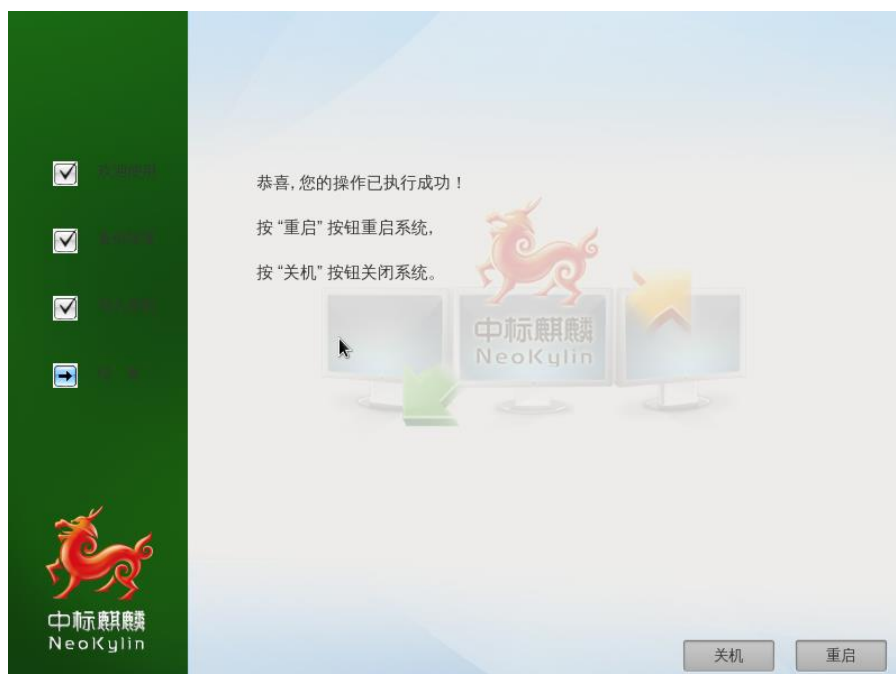 恭喜, 您的操作已执行成功！
按 “重启” 按钮重启系统,
按 “关机” 按钮关闭系统。
中标麒麟
NeoKylin
中标麒麟
NeoKylin
关机
重启